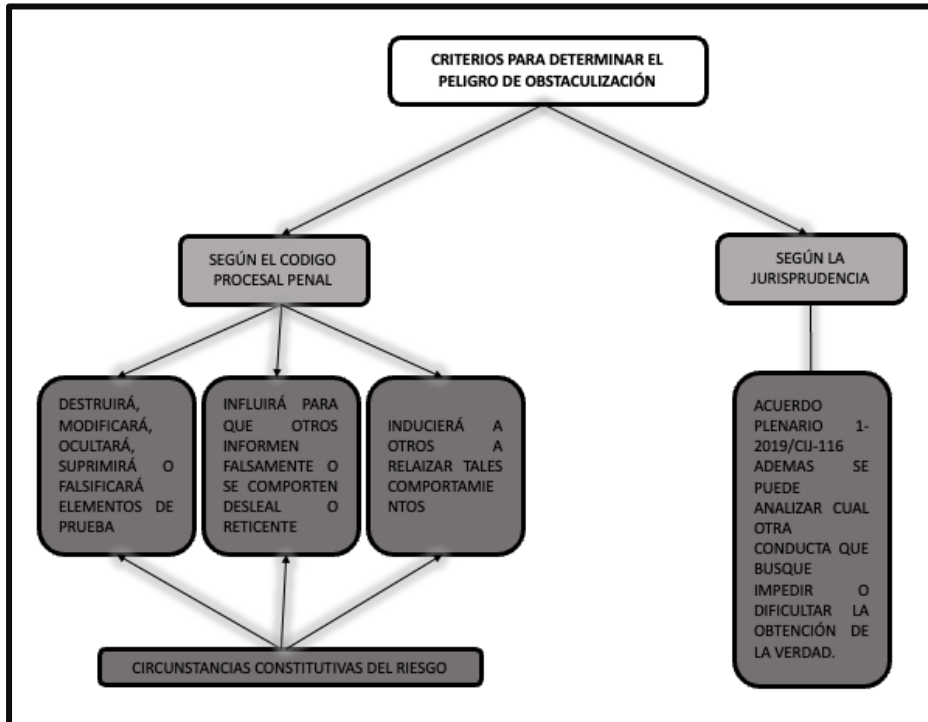 CRITERIOS PARA DETERMINAR EL
PELIGRO DE OBSTACULIZACIÓN
SEGÚN EL CODIGO
PROCESAL PENAL
SEGÚN LA
JURISPRUDENCIA
DESTRUIRÁ,
MODIFICARÁ,
OCULTARÁ,
SUPRIMIRÁ O
FALSIFICARÁ
ELEMENTOS DE
PRUEBA
INFLUIRÁ PARA
QUE OTROS
INFORMEN
FALSAMENTE O
SE COMPORTEN
DESLEAL O
RETICENTE
INDUCIERÁ A
OTROS A
RELAIZAR TALES
COMPORTAMIE
NTOS
ACUERDO
PLENARIO 1-
2019/CIJ-116
ADEMAS SE
PUEDE
ANALIZAR CUAL
OTRA
CONDUCTA QUE
BUSQUE
IMPEDIR O
DIFICULTAR LA
OBTENCIÓN DE
LA VERDAD.
CIRCUNSTANCIAS CONSTITUTIVAS DEL RIESGO